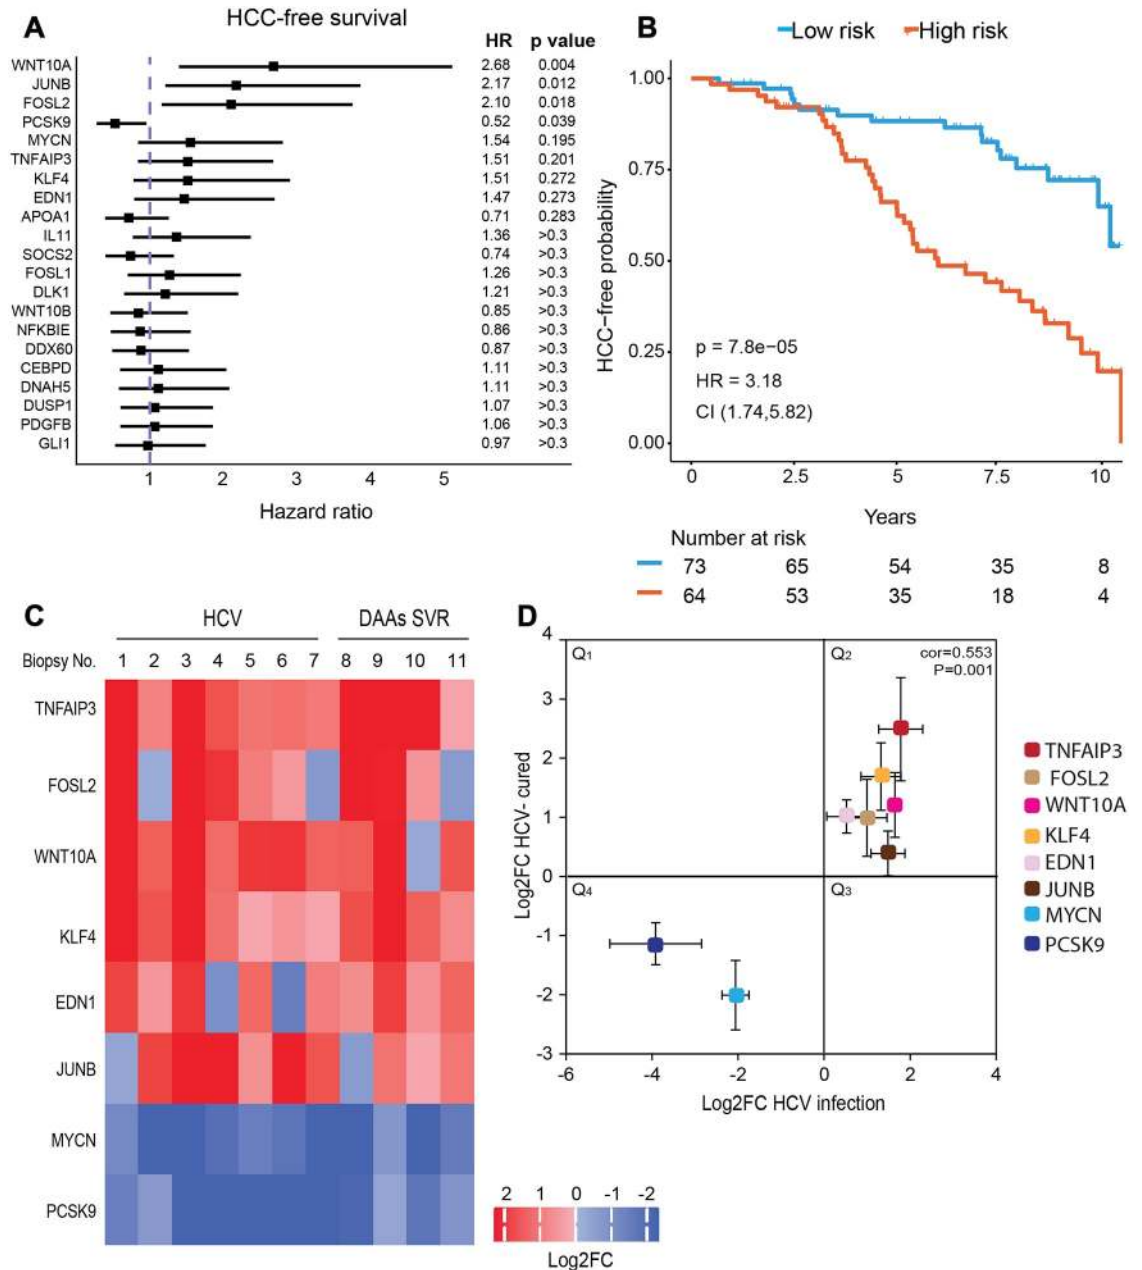 A
HCC-free survival
HR p value
WNT10A 2.68 0.004
JUNB 2.17 0.012
FOSL2 2.10 0.018
PCSK9 0.52 0.039
MYCN 1.54 0.195
TNFAIP3 1.51 0.201
KLF4 1.51 0.272
EDN1 1.47 0.273
APOA1 0.71 0.283
IL11 1.36 >0.3
SOCS2 0.74 >0.3
FOSL1 1.26 >0.3
DLK1 1.21 >0.3
WNT10B 0.85 >0.3
NFKBIE 0.86 >0.3
DDX60 0.87 >0.3
CEBPD 1.11 >0.3
DNAH5 1.11 >0.3
DUSP1 1.07 >0.3
PDGFB 1.06 >0.3
GLI1 0.97 >0.3
1 2 3 4 5
Hazard ratio
B
Low risk High risk
HCC-free probability
1.00
0.75
0.50
0.25
0.00
p = 7.8e-05
HR = 3.18
CI (1.74,5.82)
0 2.5 5 7.5 10
Years
Number at risk
73 65 54 35 8
64 53 35 18 4
C
HCV DAAs SVR
Biopsy No. 1 2 3 4 5 6 7 8 9 10 11
TNFAIP3
FOSL2
WNT10A
KLF4
EDN1
JUNB
MYCN
PCSK9
2 1 0 -1 -2
Log2FC
D
Log2FC HCV- cured
4
3
2
1
0
-1
-2
-3
Q1
Q2
cor=0.553
P=0.001
Q4
Q3
-6 -4 -2 0 2 4
Log2FC HCV infection
TNFAIP3
FOSL2
WNT10A
KLF4
EDN1
JUNB
MYCN
PCSK9